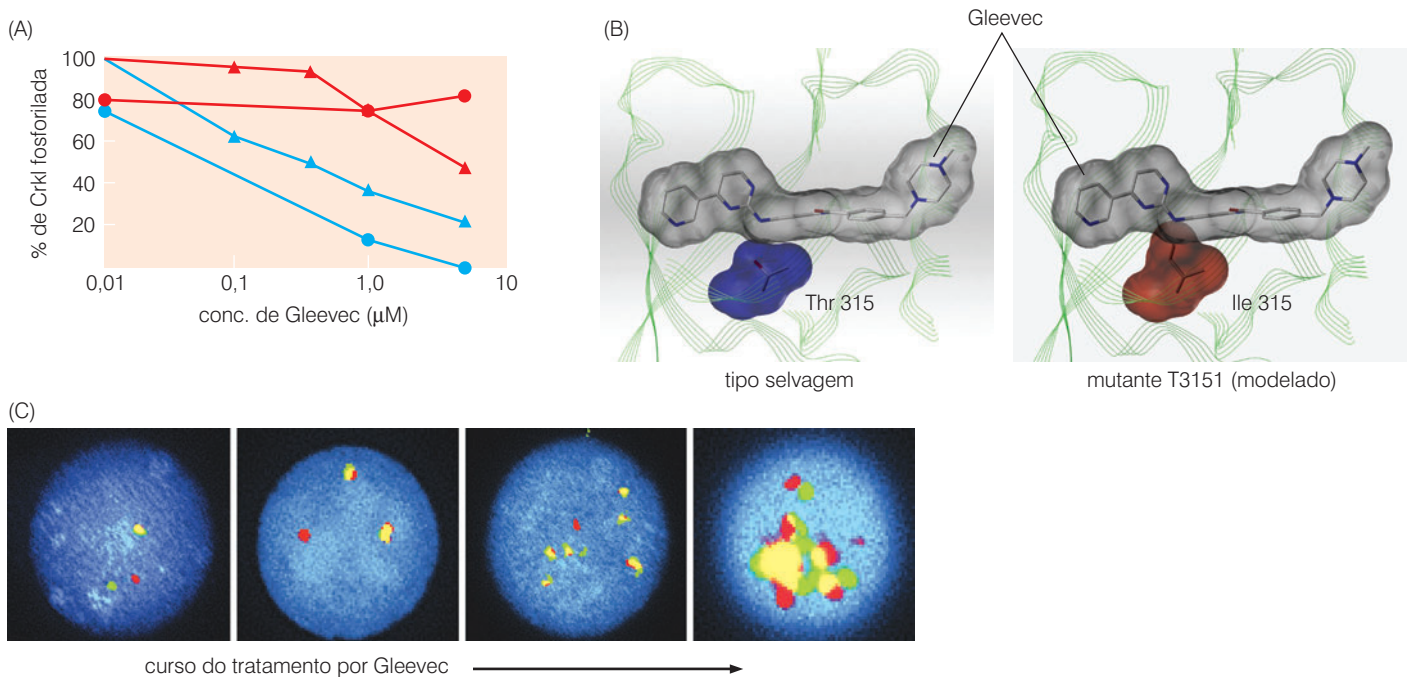 (A)
100
80
60
40
20
% de Crkl fosforilada
0,01
0,1
1,0
10
conc. de Gleevec (µM)
(B)
Gleevec
Thr 315
Ile 315
tipo selvagem
mutante T3151 (modelado)
(C)
curso do tratamento por Gleevec